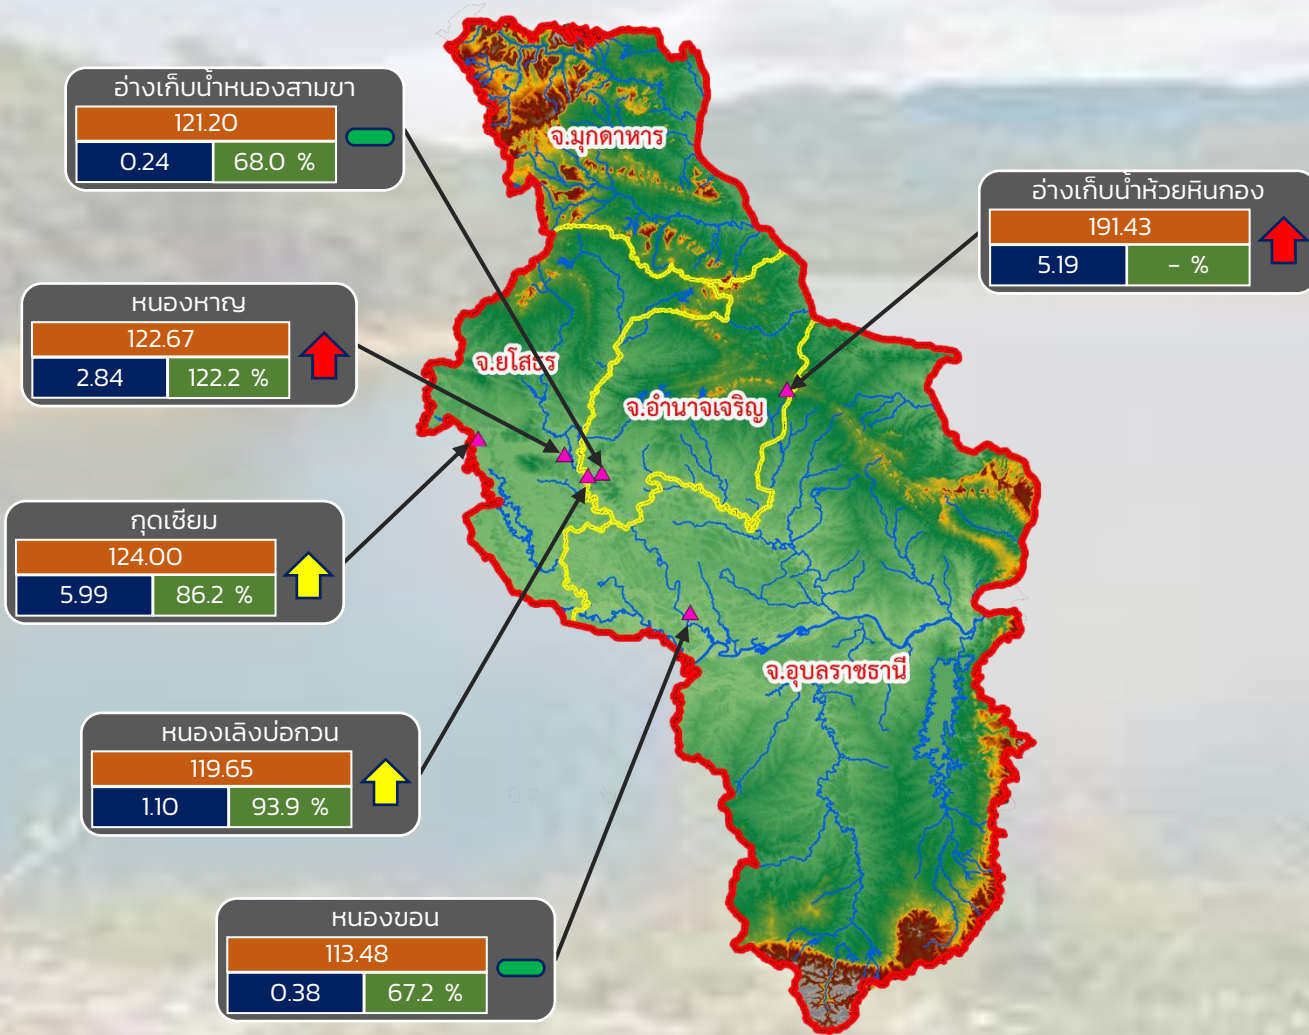 อ่างเก็บน้ำหนองสามขา
121.20
0.24 68.0 %
จ.มุกดาหาร
อ่างเก็บน้ำห้วยหินกอง
191.43
5.19 - %
หนองหาญ
122.67
2.84 122.2 %
จ.ยโสธร
จ.อำนาจเจริญ
กุดเซียม
124.00
5.99 86.2 %
จ.อุบลราชธานี
หนองเลิงบ่อกวน
119.65
1.10 93.9 %
หนองขอน
113.48
0.38 67.2 %